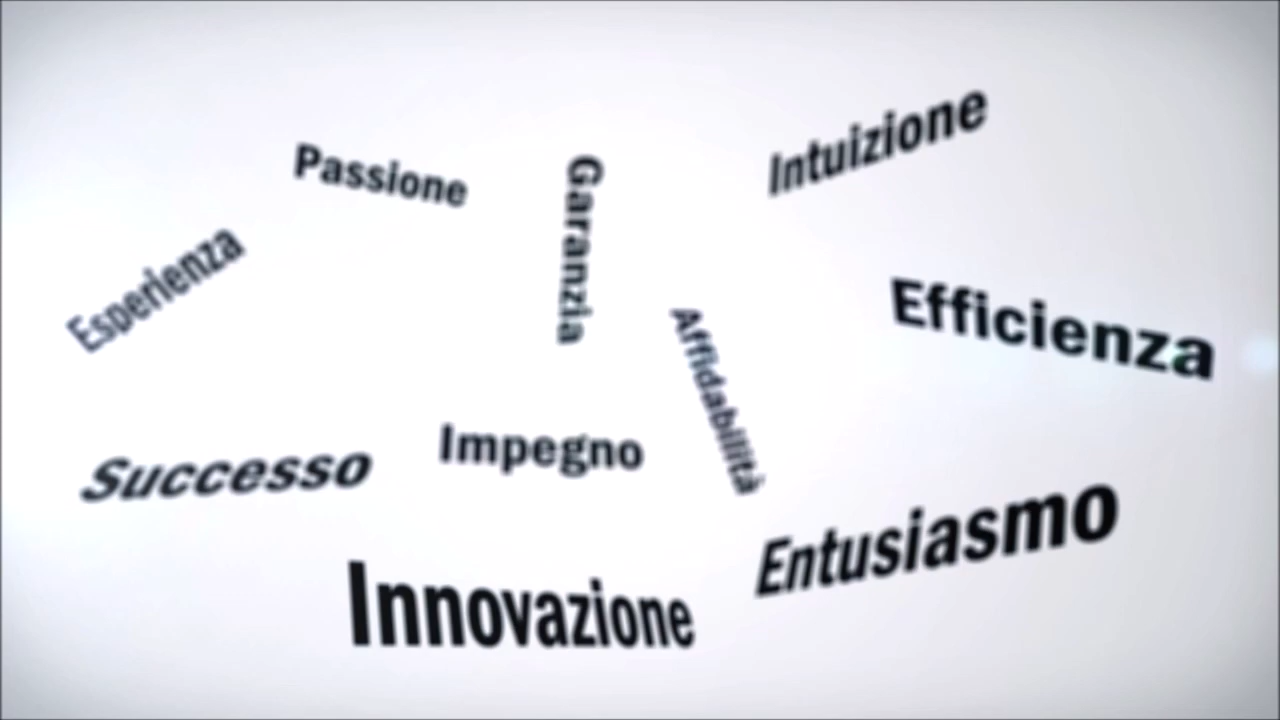 Intuizione
Passione
Garanzia
Esperienza
Efficienza
Affidabilità
Impegno
Successo
Entusiasmo
Innovazione